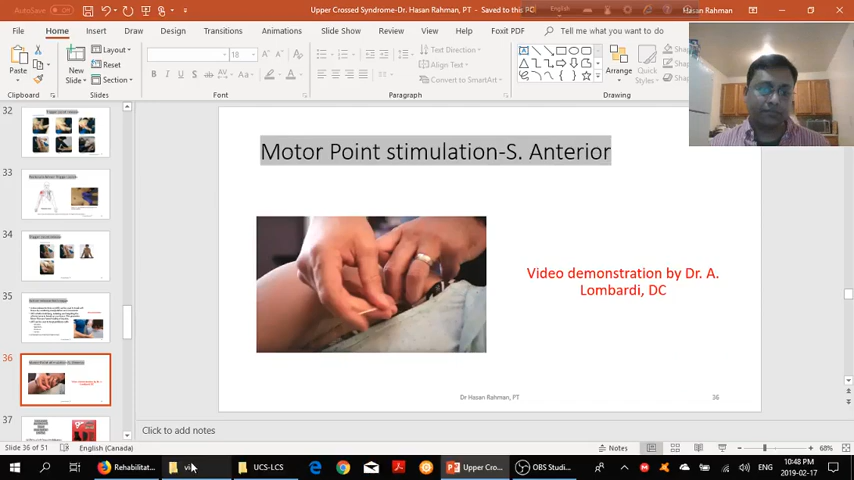 AutoSave
Upper Crossed Syndrome-Dr. Hasan Rahman, PT - Saved to this PC
English
Hasan Rahman
File Home Insert Draw Design Transitions Animations Slide Show Review View Help Foxit PDF Tell me what you want to do
Paste
New
Slide
Layout
Reset
Section
18
Text Direction
Align Text
Convert to SmartArt
Arrange
Quick
Styles
Clipboard Slides Font Paragraph Drawing
32
33
34
35
36
37
Motor Point stimulation-S. Anterior
Video demonstration by Dr. A.
Lombardi, DC
Dr Hasan Rahman, PT 36
Click to add notes
Slide 36 of 51 English (Canada) Notes 68%
Rehabilitat... UCS-LCS Upper Cro... OBS Studi... ENG
10:48 PM
2019-02-17